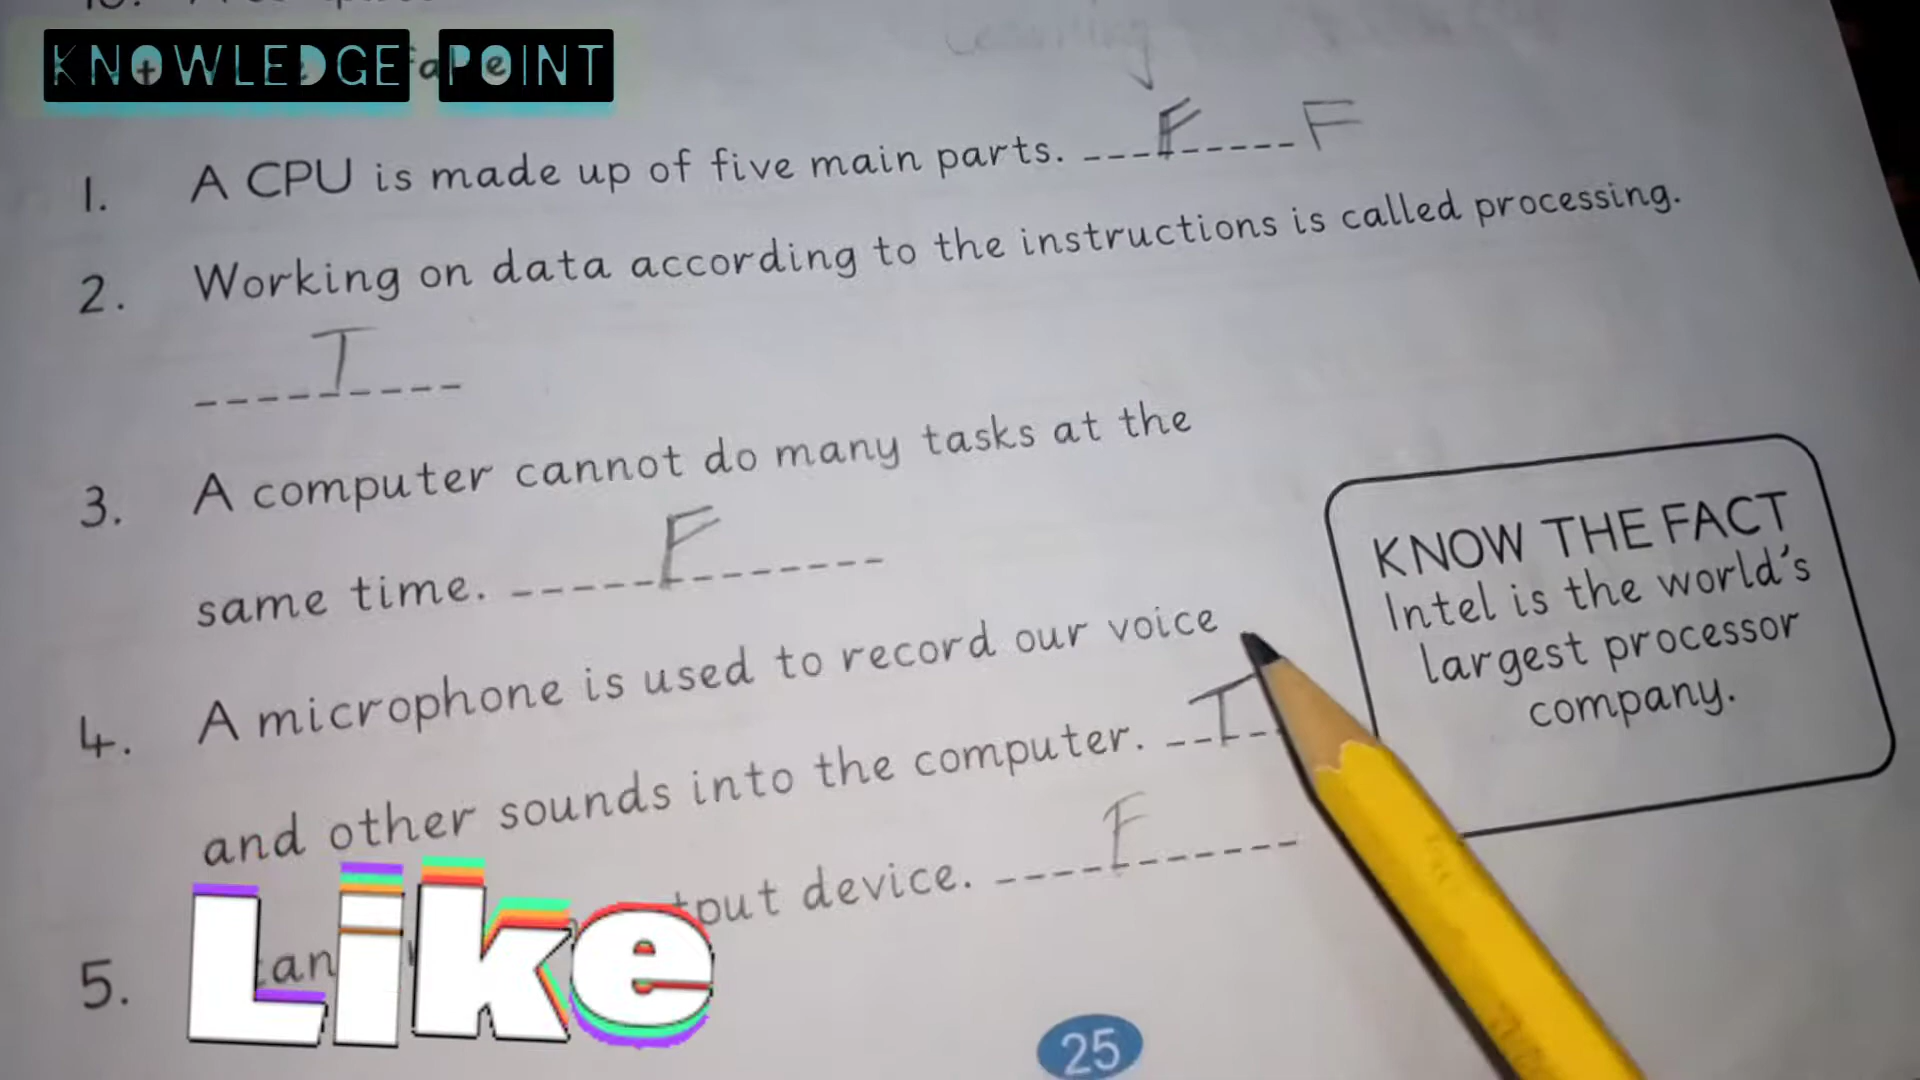 KNOWLEDGE POINT
1. A CPU is made up of five main parts. F F
2. Working on data according to the instructions is called processing.
T
3. A computer cannot do many tasks at the
same time. F
4. A microphone is used to record our voice
and other sounds into the computer. T
5. device. F
KNOW THE FACT
Intel is the world's
largest processor
company.
Like
25